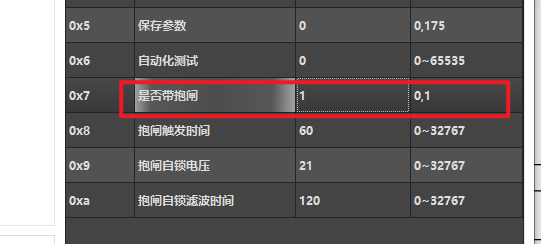 0x5 保存参数 0 0,175
0x6 自动化测试 0 0~65535
0x7 是否带抱闸 1 0,1
0x8 抱闸触发时间 60 0~32767
0x9 抱闸自锁电压 21 0~32767
0xa 抱闸自锁滤波时间 120 0~32767